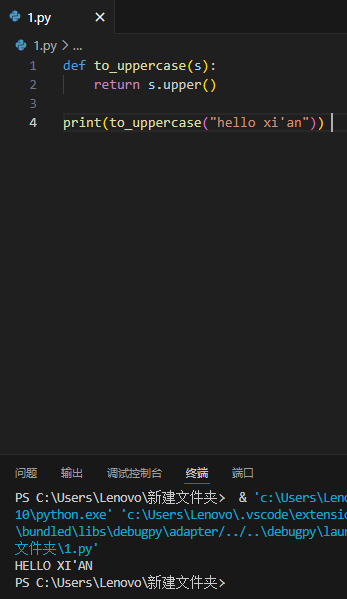 1.py
1.py > ...
1 def to_uppercase(s):
2     return s.upper()
3
4 print(to_uppercase("hello xi'an"))
问题 输出 调试控制台 终端 端口
PS C:\Users\Lenovo\新建文件夹>  & 'c:\Users\Leno
10\python.exe' 'c:\Users\Lenovo\.vscode\extensio
\bundled\libs\debugpy\adapter/../..\debugpy\laun
文件夹\1.py'
HELLO XI'AN
PS C:\Users\Lenovo\新建文件夹>